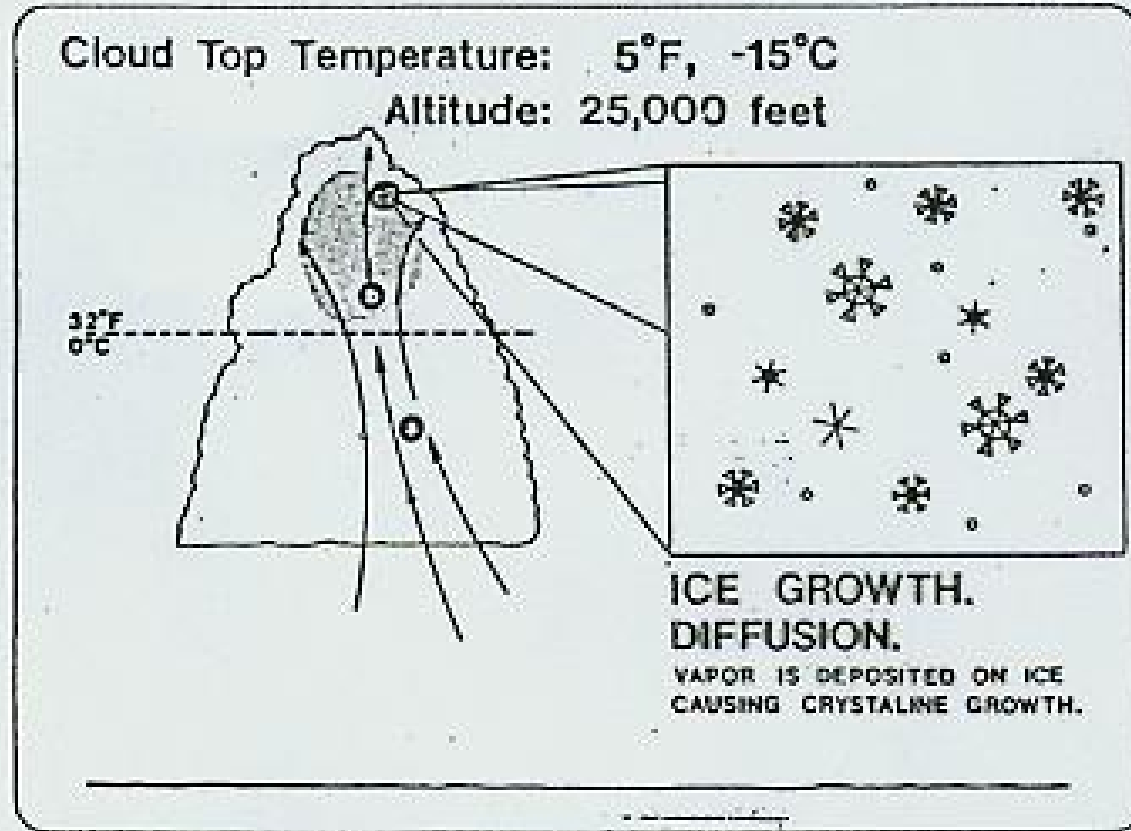 Cloud Top Temperature: 5°F, -15°C
Altitude: 25,000 feet
32°F
0°C
ICE GROWTH.
DIFFUSION.
VAPOR IS DEPOSITED ON ICE
CAUSING CRYSTALINE GROWTH.